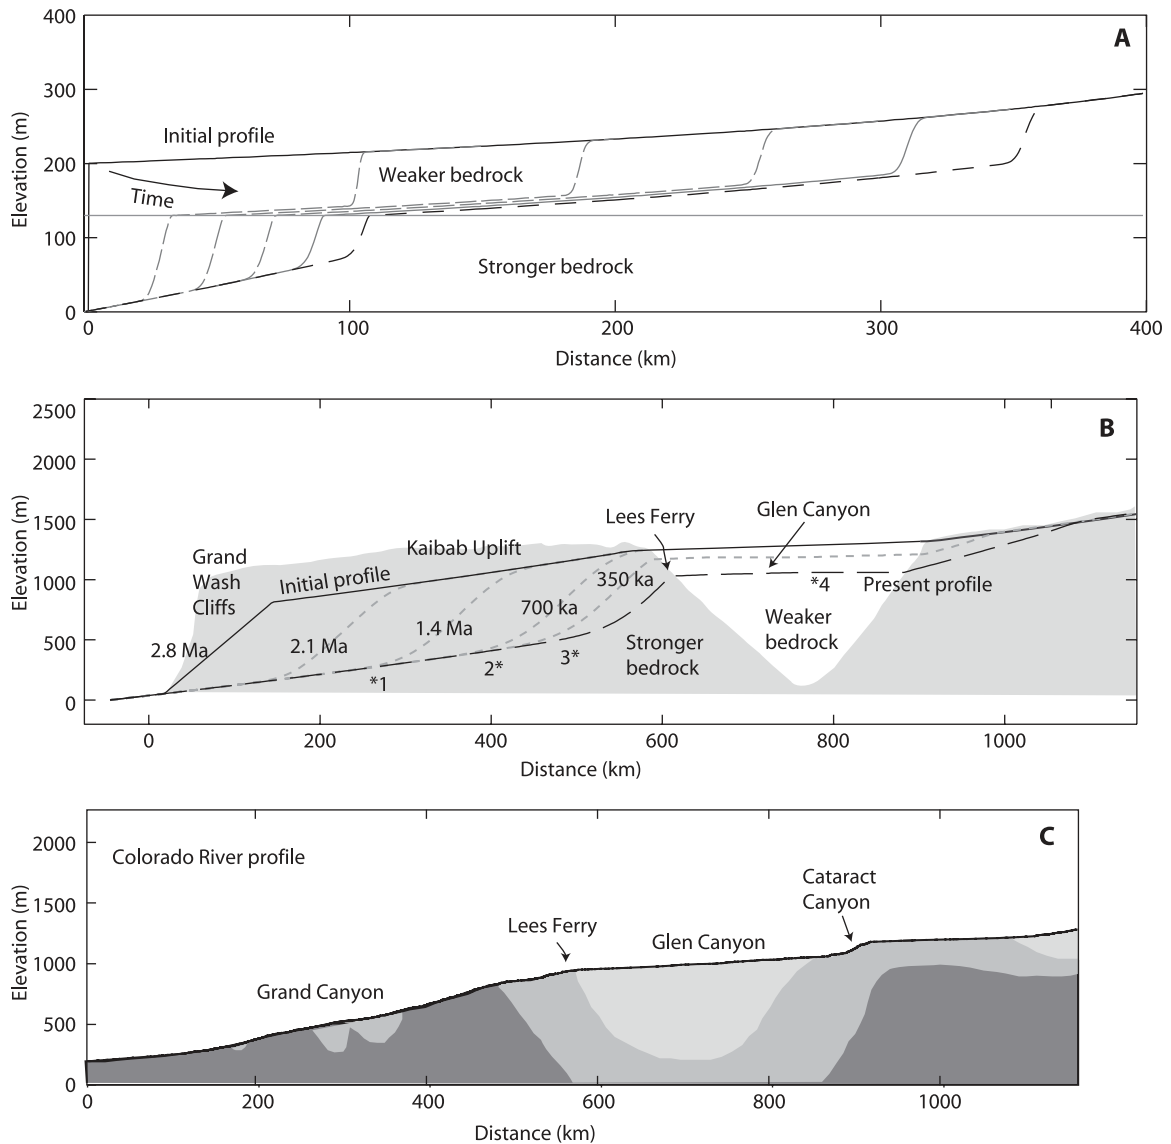 400
A
300
Initial profile
200
Weaker bedrock
Time
100
Stronger bedrock
0
Elevation (m)
0 100 200 300 400
Distance (km)
2500
B
2000
1500
Glen Canyon
Lees Ferry
Grand
Wash
Cliffs
Kaibab Uplift
Initial profile
1000
350 ka
*4
Present profile
700 ka
1.4 Ma
2.1 Ma
2.8 Ma
Weaker
bedrock
Stronger
bedrock
500
3*
2*
*1
0
Elevation (m)
0 200 400 600 800 1000
Distance (km)
2000
C
Colorado River profile
Cataract
Canyon
1500
Lees Ferry
Glen Canyon
1000
Grand Canyon
500
0
Elevation (m)
0 200 400 600 800 1000
Distance (km)